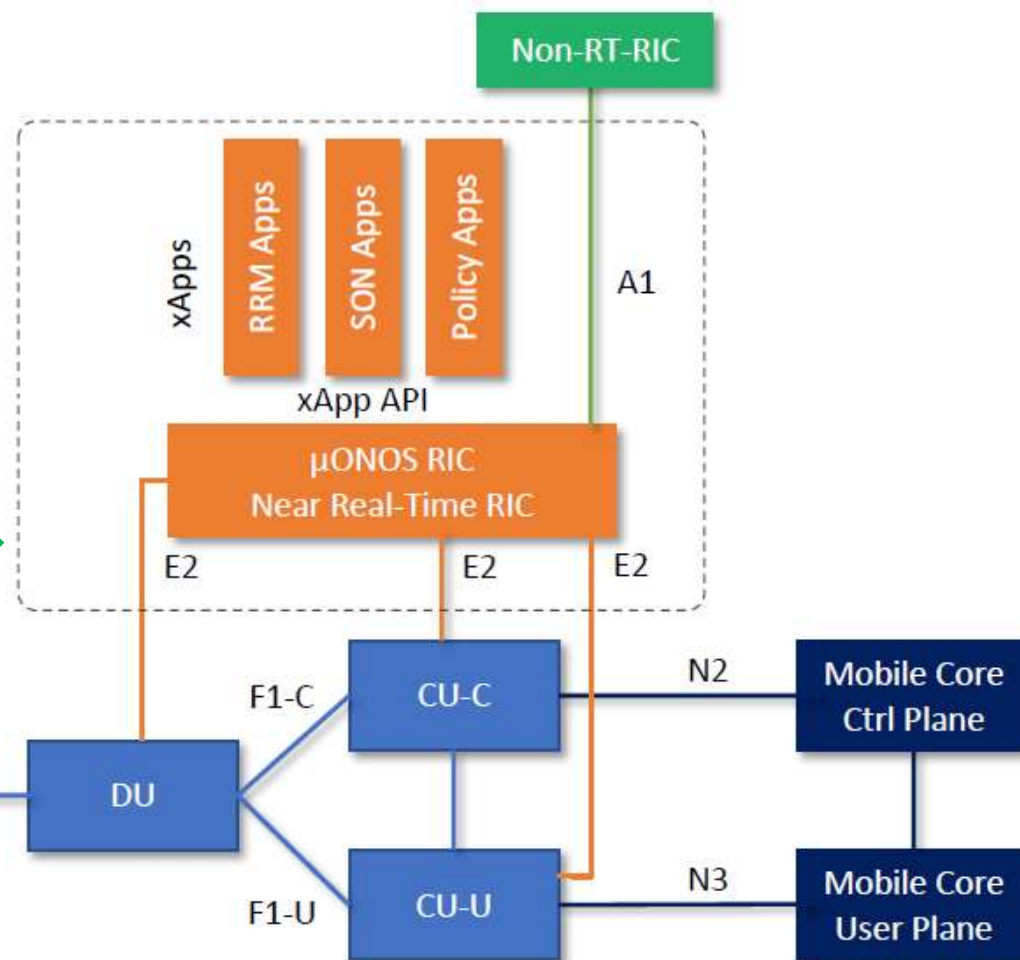 Non-RT-RIC
xApps
RRM Apps
SON Apps
Policy Apps
A1
xApp API
µONOS RIC
Near Real-Time RIC
E2
E2
E2
F1-C
CU-C
N2
Mobile Core
Ctrl Plane
DU
F1-U
CU-U
N3
Mobile Core
User Plane